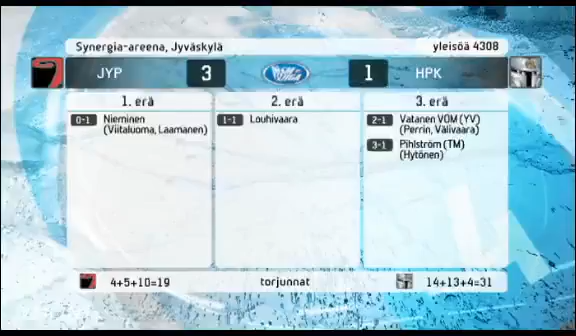 Synergia-areena, Jyväskylä yleisöä 4308
JYP 3 SM LIIGA 1 HPK
1. erä 2. erä 3. erä
0-1 Nieminen
(Viitaluoma, Laamanen)
1-1 Louhivaara
2-1 Vatanen VOM (YV)
(Perrin, Välivaara)
3-1 Pihlström (TM)
(Hytönen)
4+5+10=19 torjunnat 14+13+4=31